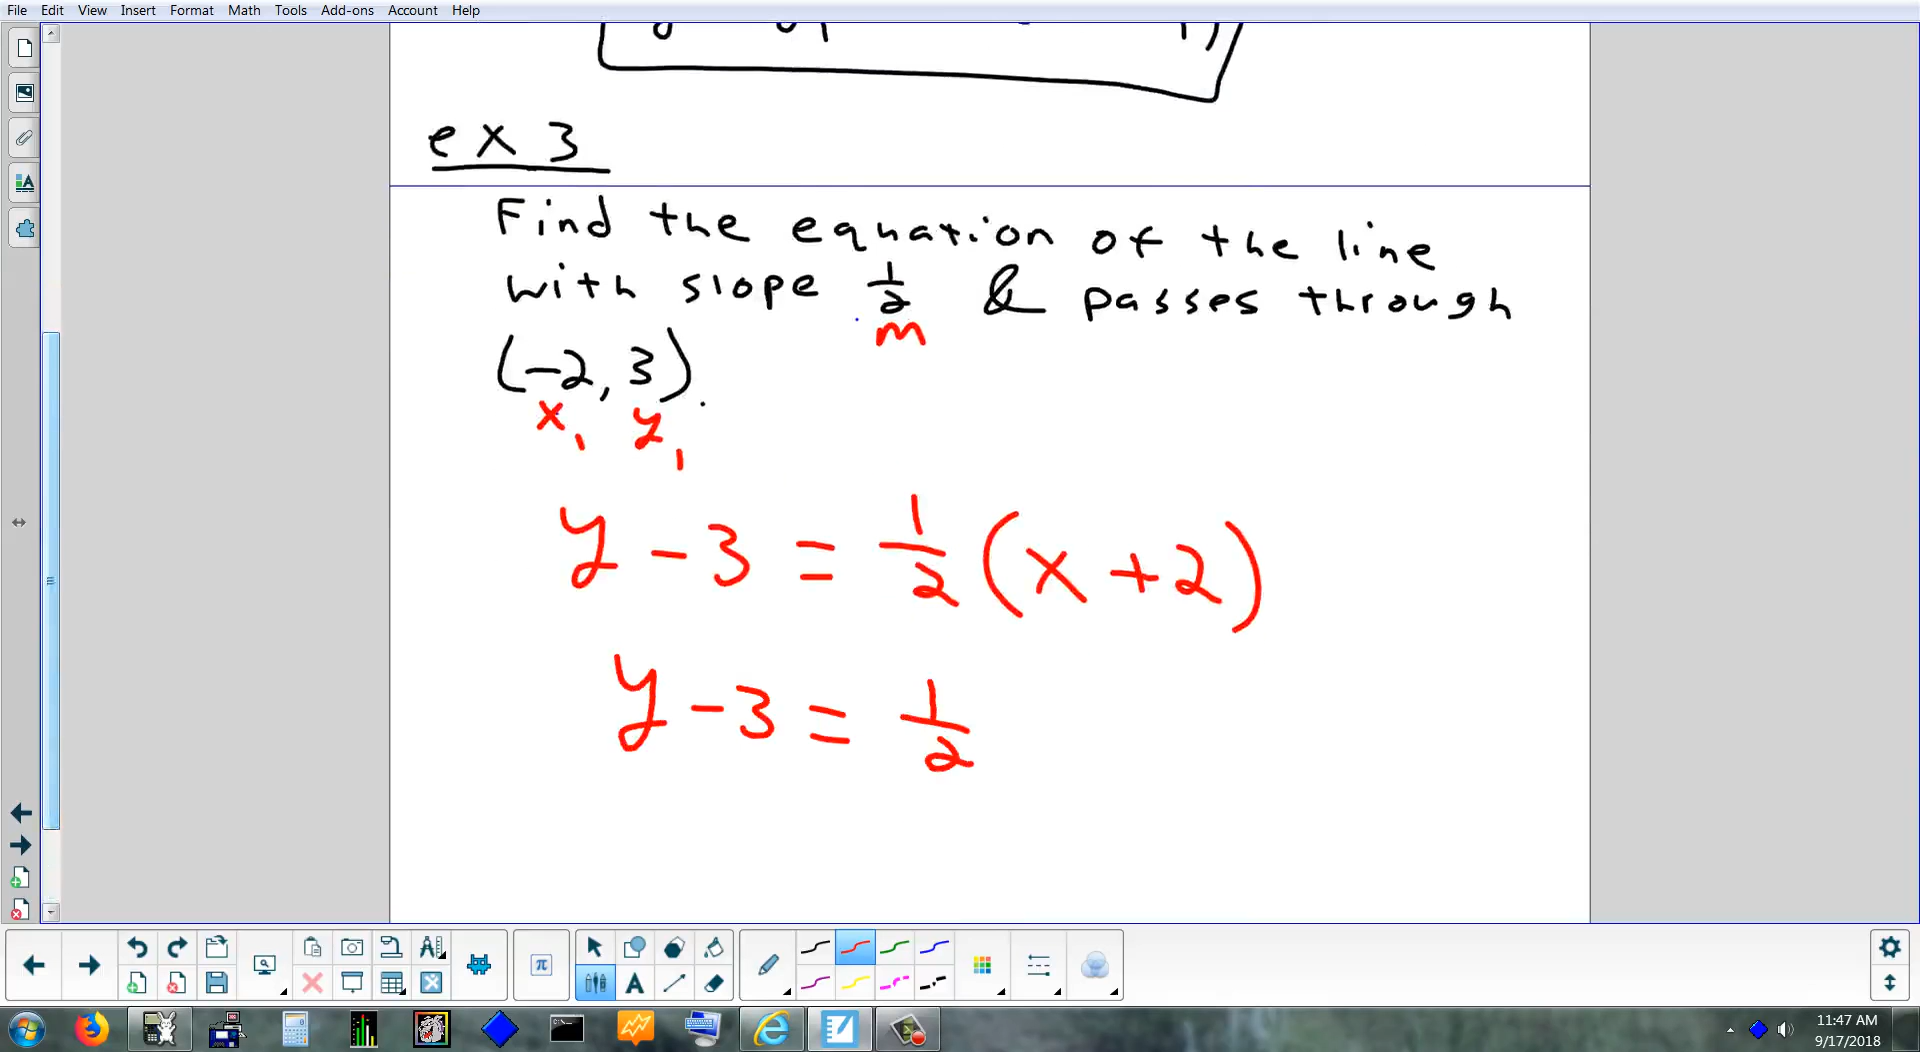 File Edit View Insert Format Math Tools Add-ons Account Help
ex 3
Find the equation of the line
with slope 1/2 & passes through
m
(-2, 3).
x₁ y₁
y - 3 = 1/2 (x + 2)
y - 3 = 1/2
11:47 AM
9/17/2018